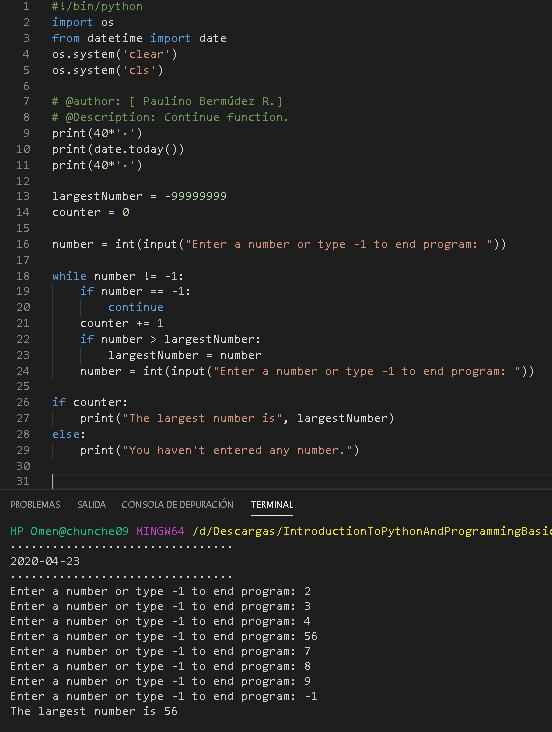 1 #!/bin/python
2 import os
3 from datetime import date
4 os.system('clear')
5 os.system('cls')
6
7 # @author: [ Paulino Bermúdez R.]
8 # @Description: Continue function.
9 print(40*'·')
10 print(date.today())
11 print(40*'·')
12
13 largestNumber = -99999999
14 counter = 0
15
16 number = int(input("Enter a number or type -1 to end program: "))
17
18 while number != -1:
19     if number == -1:
20         continue
21     counter += 1
22     if number > largestNumber:
23         largestNumber = number
24     number = int(input("Enter a number or type -1 to end program: "))
25
26 if counter:
27     print("The largest number is", largestNumber)
28 else:
29     print("You haven't entered any number.")
30
31
PROBLEMAS SALIDA CONSOLA DE DEPURACIÓN TERMINAL
HP Omen@chunche09 MINGW64 /d/Descargas/IntroductionToPythonAndProgrammingBasic
································
2020-04-23
································
Enter a number or type -1 to end program: 2
Enter a number or type -1 to end program: 3
Enter a number or type -1 to end program: 4
Enter a number or type -1 to end program: 56
Enter a number or type -1 to end program: 7
Enter a number or type -1 to end program: 8
Enter a number or type -1 to end program: 9
Enter a number or type -1 to end program: -1
The largest number is 56